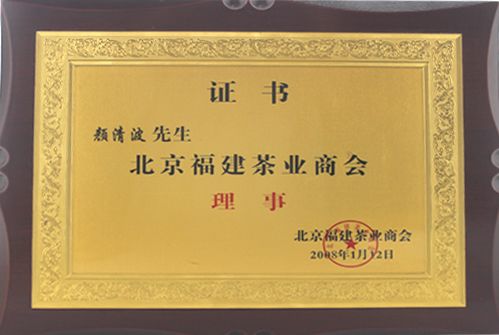 证 书
颜清波 先生
北京福建茶业商会
理 事
北京福建茶业商会
2008年1月12日